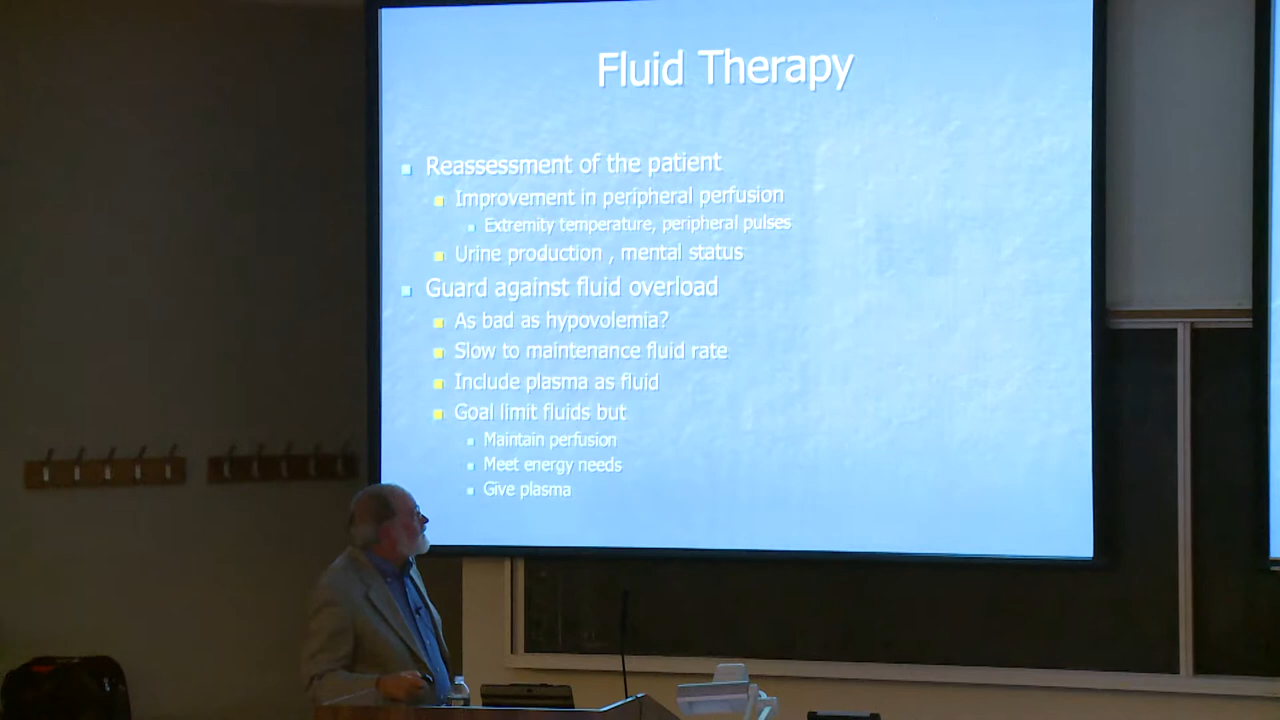 Fluid Therapy
Reassessment of the patient
Improvement in peripheral perfusion
Extremity temperature, peripheral pulses
Urine production , mental status
Guard against fluid overload
As bad as hypovolemia?
Slow to maintenance fluid rate
Include plasma as fluid
Goal limit fluids but
Maintain perfusion
Meet energy needs
Give plasma